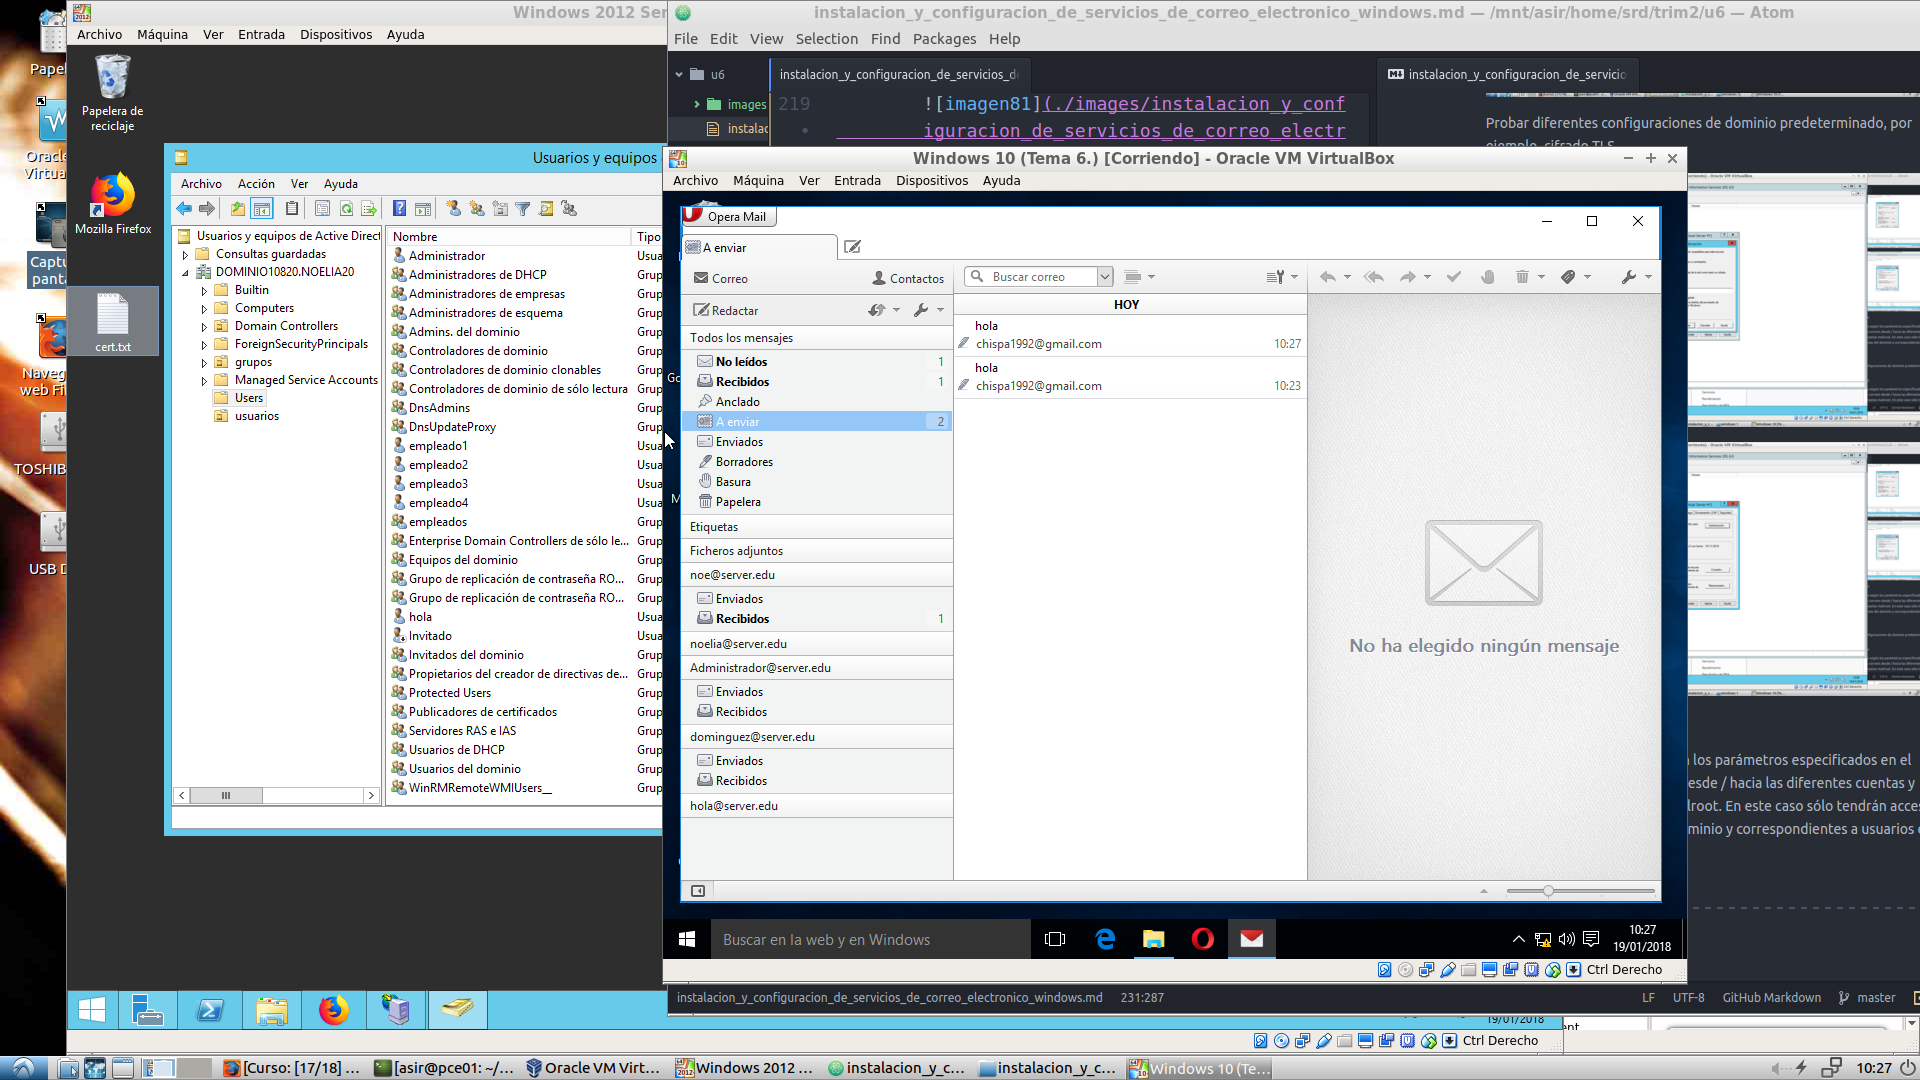 Windows 2012 Ser
Archivo Máquina Ver Entrada Dispositivos Ayuda
instalacion_y_configuracion_de_servicios_de_correo_electronico_windows.md — /mnt/asir/home/srd/trim2/u6 — Atom
File Edit View Selection Find Packages Help
u6
images
instalac
instalacion_y_configuracion_de_servicios_d
instalacion_y_configuracion_de_servicio
219 ![imagen81](./images/instalacion_y_conf
iguracion_de_servicios_de_correo_electr
Probar diferentes configuraciones de dominio predeterminado, por
ejemplo, cifrado TLS
Papel
Oracle
Virtua
Captu
pant
Naveg
web Fi
TOSHIB
USB D
Papelera de
reciclaje
Mozilla Firefox
cert.txt
Usuarios y equipos
Archivo Acción Ver Ayuda
Usuarios y equipos de Active Direct
Consultas guardadas
DOMINIO10820.NOELIA20
Builtin
Computers
Domain Controllers
ForeignSecurityPrincipals
grupos
Managed Service Accounts
Users
usuarios
Nombre Tipo
Administrador Usua
Administradores de DHCP Grup
Administradores de empresas Grup
Administradores de esquema Grup
Admins. del dominio Grup
Controladores de dominio Grup
Controladores de dominio clonables Grup
Controladores de dominio de sólo lectura Grup
DnsAdmins Grup
DnsUpdateProxy Grup
empleado1 Usua
empleado2 Usua
empleado3 Usua
empleado4 Usua
empleados Grup
Enterprise Domain Controllers de sólo le... Grup
Equipos del dominio Grup
Grupo de replicación de contraseña RO... Grup
Grupo de replicación de contraseña RO... Grup
hola Usua
Invitado Usua
Invitados del dominio Grup
Propietarios del creador de directivas de... Grup
Protected Users Grup
Publicadores de certificados Grup
Servidores RAS e IAS Grup
Usuarios de DHCP Grup
Usuarios del dominio Grup
WinRMRemoteWMIUsers__ Grup
Windows 10 (Tema 6.) [Corriendo] - Oracle VM VirtualBox
Archivo Máquina Ver Entrada Dispositivos Ayuda
Go
M
Opera Mail
A enviar
Correo Contactos
Buscar correo
Redactar
Todos los mensajes
No leídos 1
Recibidos 1
Anclado
A enviar 2
Enviados
Borradores
Basura
Papelera
Etiquetas
Ficheros adjuntos
noe@server.edu
Enviados
Recibidos 1
noelia@server.edu
Administrador@server.edu
Enviados
Recibidos
dominguez@server.edu
Enviados
Recibidos
hola@server.edu
HOY
hola
chispa1992@gmail.com 10:27
hola
chispa1992@gmail.com 10:23
No ha elegido ningún mensaje
Buscar en la web y en Windows
10:27
19/01/2018
Ctrl Derecho
los parámetros especificados en el
esde / hacia las diferentes cuentas y
lroot. En este caso sólo tendrán acces
minio y correspondientes a usuarios
instalacion_y_configuracion_de_servicios_de_correo_electronico_windows.md 231:287
LF UTF-8 GitHub Markdown master
19/01/2018
ent
Ctrl Derecho
[Curso: [17/18] ...
[asir@pce01: ~/...
Oracle VM Virt...
Windows 2012 ...
instalacion_y_c...
instalacion_y_c...
Windows 10 (Te...
10:27